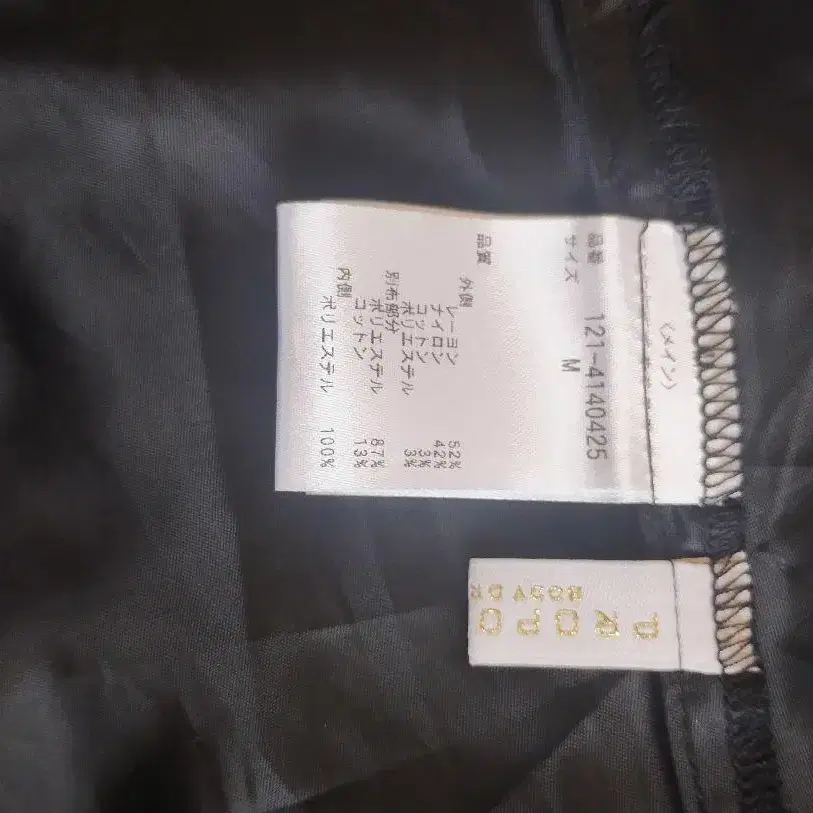 (メイン)
品番 121-4140425
サイズ M
品質
外側
レーヨン 52%
ナイロン 42%
コットン 3%
ポリエステル 3%
別布部分
ポリエステル 87%
コットン 13%
内側
ポリエステル 100%
PROPO
BODY DR